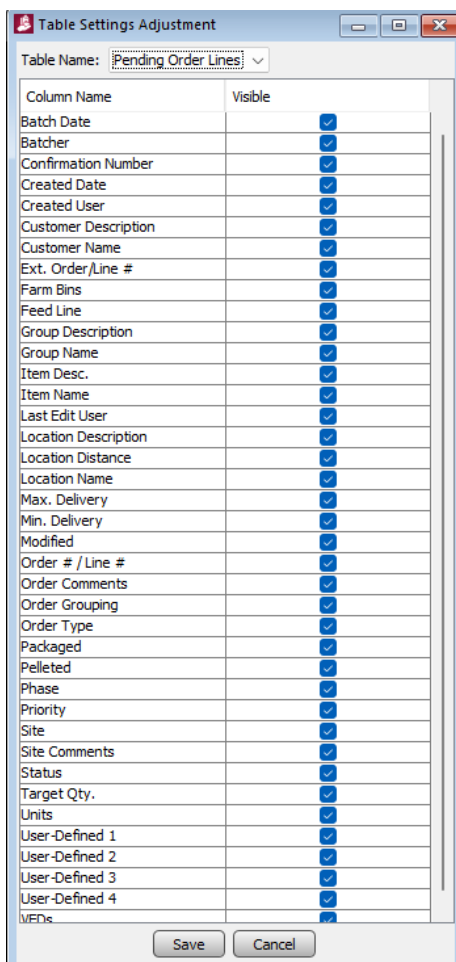 Table Settings Adjustment
Table Name: Pending Order Lines
Column Name Visible
Batch Date
Batcher
Confirmation Number
Created Date
Created User
Customer Description
Customer Name
Ext. Order/Line #
Farm Bins
Feed Line
Group Description
Group Name
Item Desc.
Item Name
Last Edit User
Location Description
Location Distance
Location Name
Max. Delivery
Min. Delivery
Modified
Order # / Line #
Order Comments
Order Grouping
Order Type
Packaged
Pelleted
Phase
Priority
Site
Site Comments
Status
Target Qty.
Units
User-Defined 1
User-Defined 2
User-Defined 3
User-Defined 4
VFDs
Save Cancel